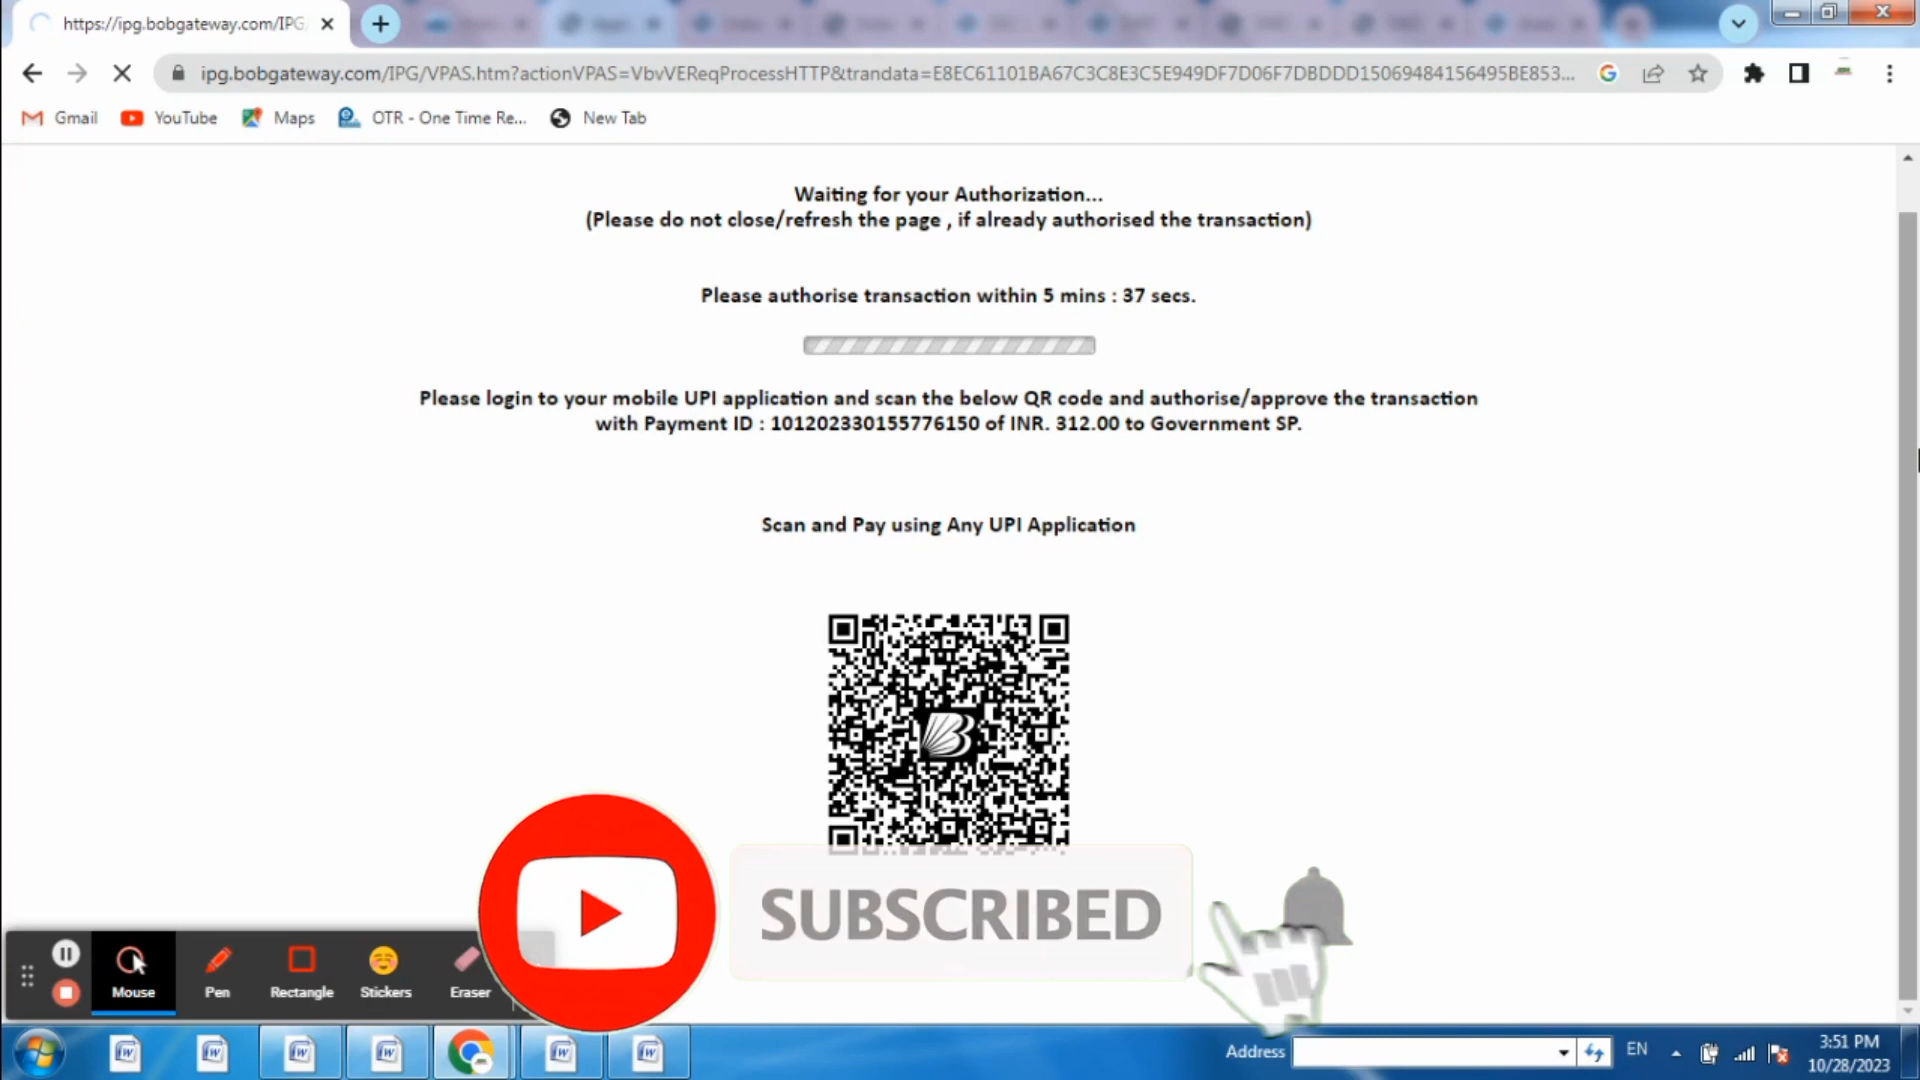 https://ipg.bobgateway.com/IPG/
ipg.bobgateway.com/IPG/VPAS.htm?actionVPAS=VbvVEReqProcessHTTP&trandata=E8EC61101BA67C3C8E3C5E949DF7D06F7DBDDD15069484156495BE853...
Gmail YouTube Maps OTR - One Time Re... New Tab
Waiting for your Authorization...
(Please do not close/refresh the page , if already authorised the transaction)
Please authorise transaction within 5 mins : 37 secs.
Please login to your mobile UPI application and scan the below QR code and authorise/approve the transaction
with Payment ID : 101202330155776150 of INR. 312.00 to Government SP.
Scan and Pay using Any UPI Application
SUBSCRIBED
Mouse Pen Rectangle Stickers Eraser
Address EN 3:51 PM
10/28/2023